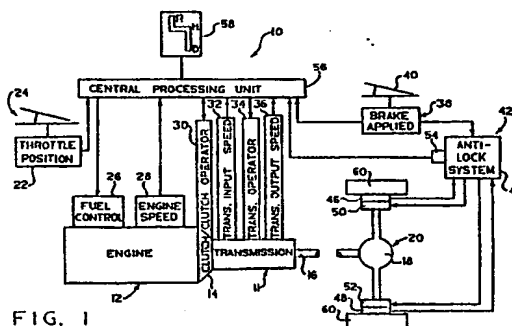 58
R
N
D
10
24
40
CENTRAL PROCESSING UNIT
56
THROTTLE POSITION
22
30
32
34
36
BRAKE APPLIED
38
42
54
ANTI-LOCK SYSTEM
26
28
FUEL CONTROL
ENGINE SPEED
CLUTCH/CLUTCH OPERATOR
TRANS. INPUT SPEED
TRANS. OPERATOR
TRANS. OUTPUT SPEED
60
46
50
ENGINE
TRANSMISSION
20
18
12
14
11
16
52
48
60
FIG. 1